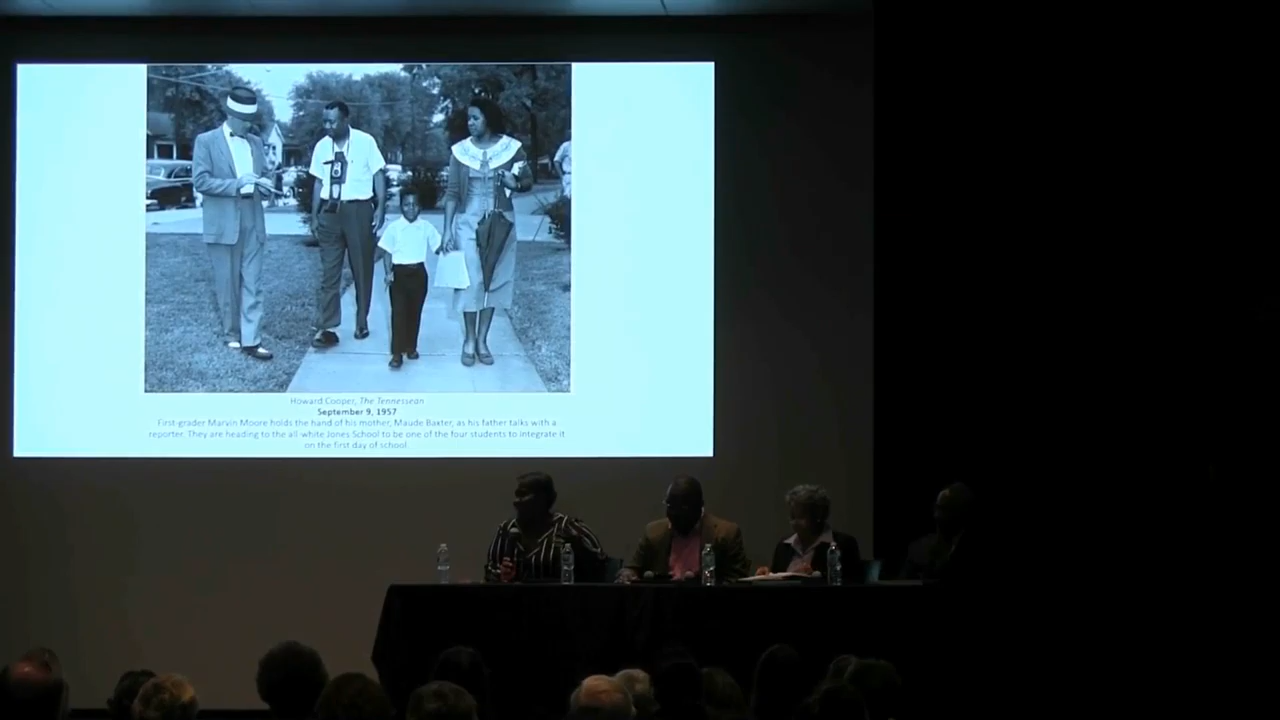 Howard Cooper, The Tennessean
September 9, 1957
First-grader Marvin Moore holds the hand of his mother, Maude Baxter, as his father talks with a
reporter. They are heading to the all-white Jones School to be one of the four students to integrate it
on the first day of school.